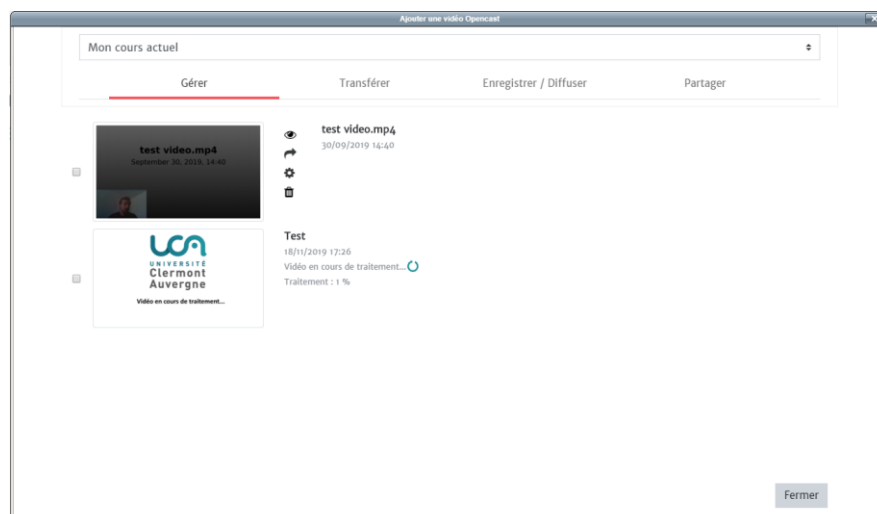 Ajouter une vidéo Opencast
Mon cours actuel
Gérer
Transférer
Enregistrer / Diffuser
Partager
test video.mp4
September 30, 2019, 14:40
test video.mp4
30/09/2019 14:40
UCA
UNIVERSITÉ
Clermont
Auvergne
Vidéo en cours de traitement...
Test
18/11/2019 17:26
Vidéo en cours de traitement...
Traitement : 1 %
Fermer